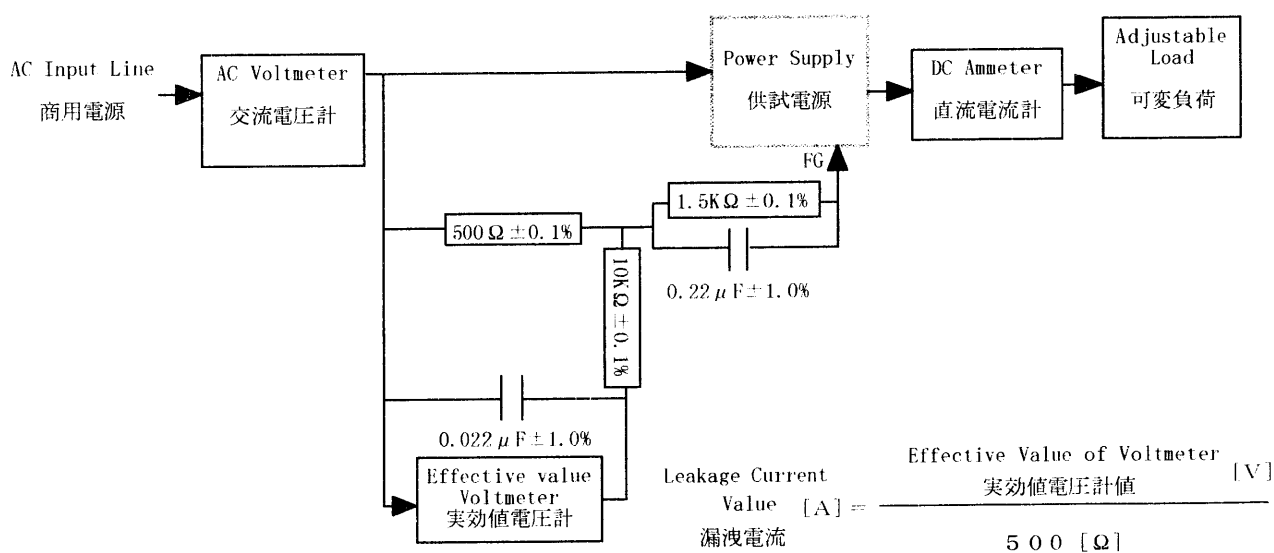 AC Input Line
商用電源
AC Voltmeter
交流電圧計
Power Supply
供試電源
FG
DC Ammeter
直流電流計
Adjustable
Load
可変負荷
500Ω±0.1%
1.5KΩ±0.1%
0.22μF±1.0%
10KΩ±0.1%
0.022μF±1.0%
Effective value
Voltmeter
実効値電圧計
Leakage Current
Value [A] =
漏洩電流
Effective Value of Voltmeter
実効値電圧計値 [V]
500 [Ω]